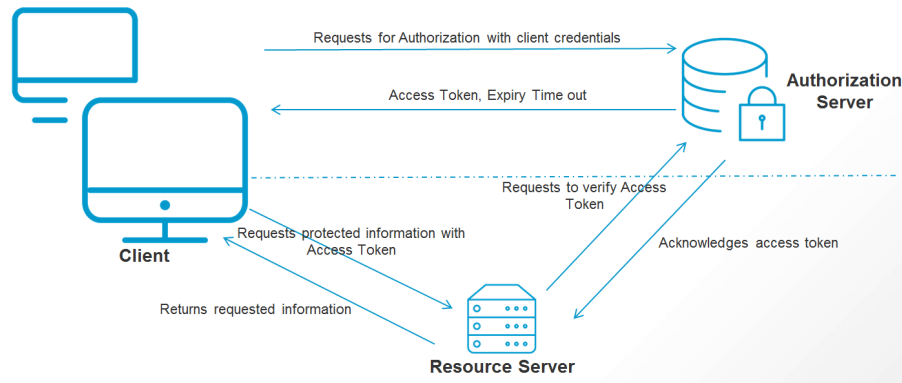 Requests for Authorization with client credentials
Access Token, Expiry Time out
Authorization
Server
Requests to verify Access
Token
Requests protected information with
Access Token
Acknowledges access token
Client
Returns requested information
Resource Server